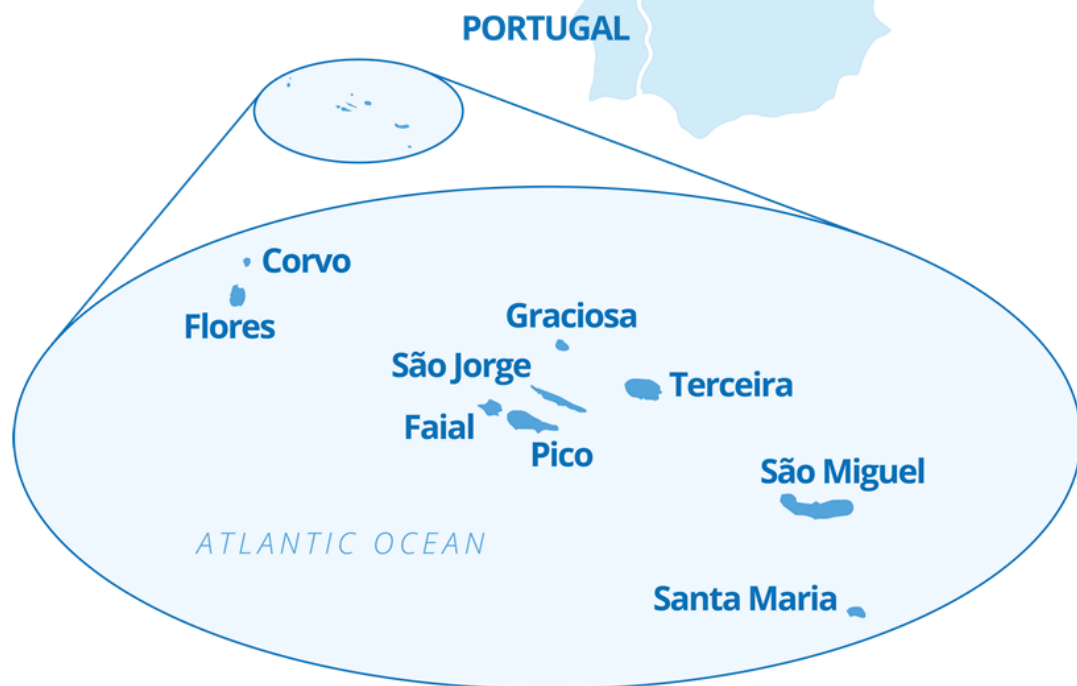 PORTUGAL
Corvo
Flores
Graciosa
São Jorge
Terceira
Faial
Pico
São Miguel
ATLANTIC OCEAN
Santa Maria